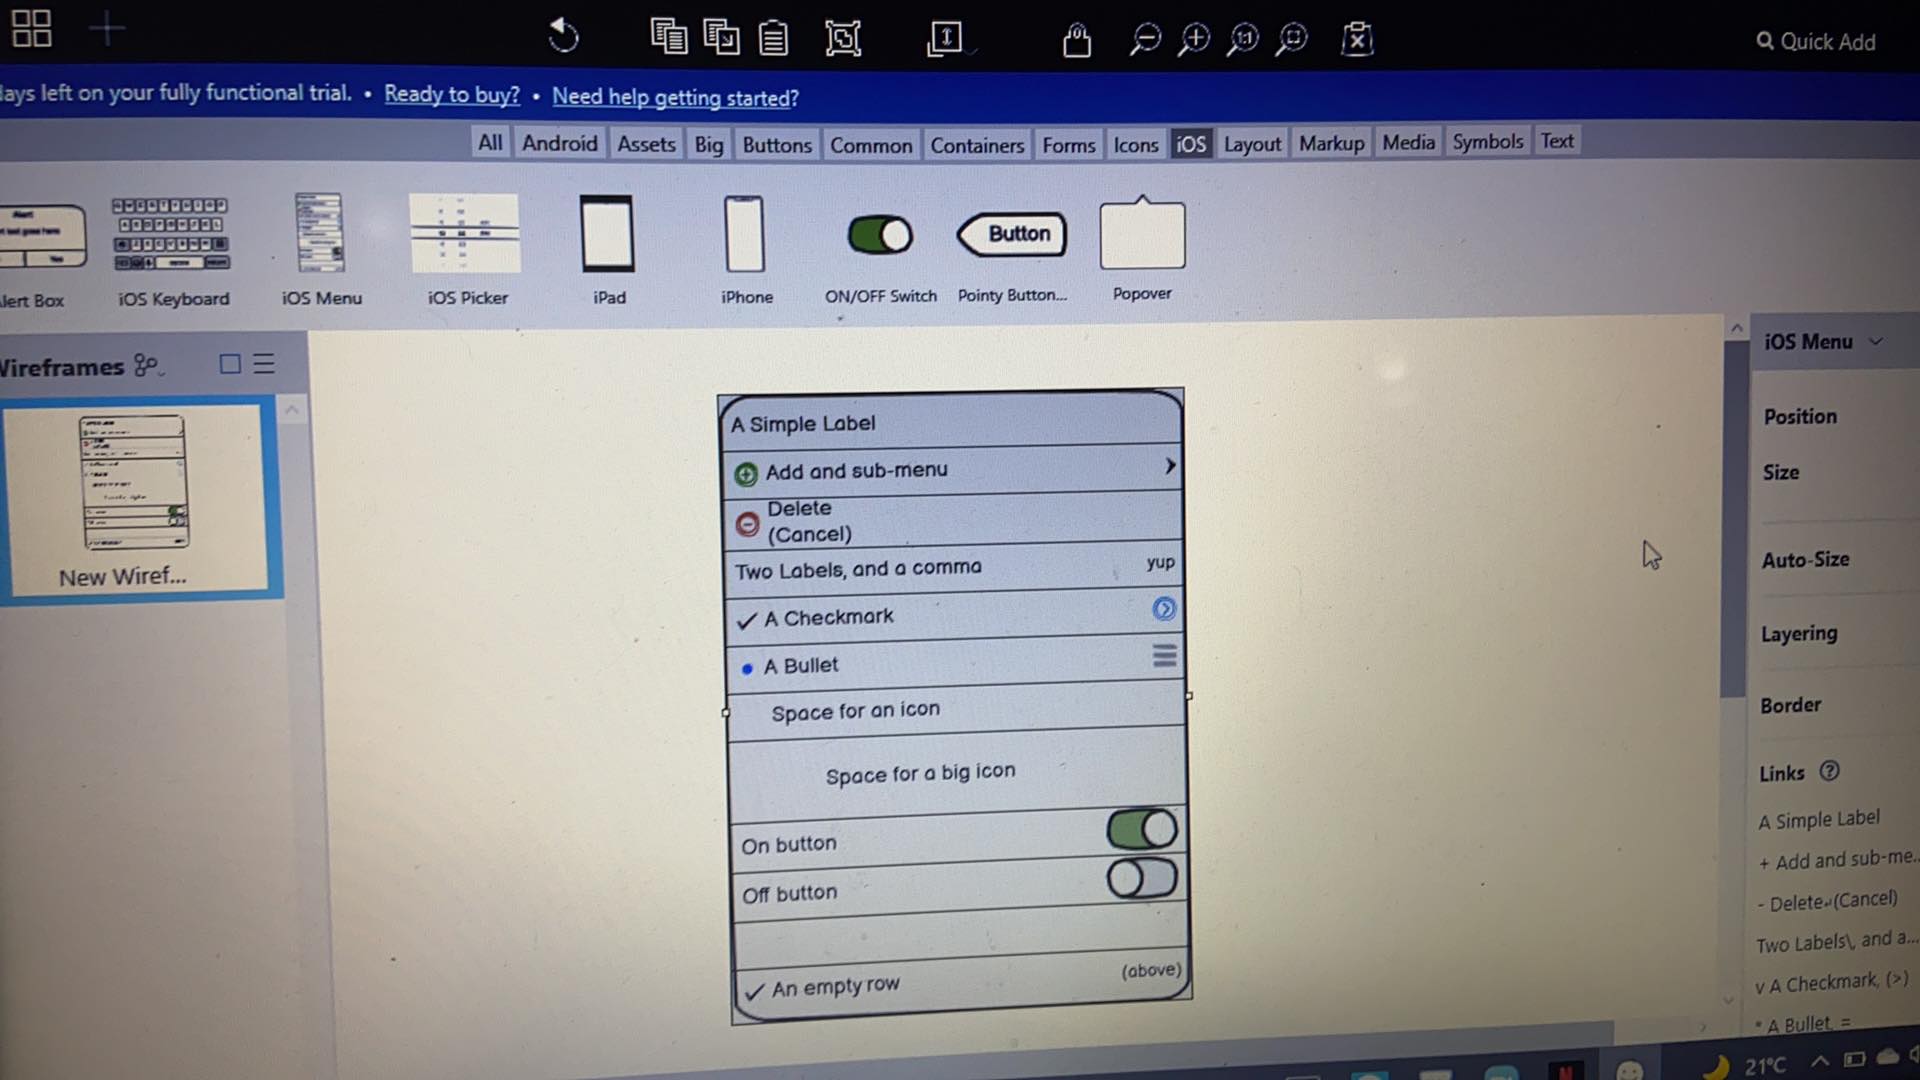 Quick Add
days left on your fully functional trial. • Ready to buy? • Need help getting started?
All Android Assets Big Buttons Common Containers Forms Icons iOS Layout Markup Media Symbols Text
Button
Alert Box iOS Keyboard iOS Menu iOS Picker iPad iPhone ON/OFF Switch Pointy Button... Popover
Wireframes
New Wiref...
A Simple Label
Add and sub-menu
Delete
(Cancel)
Two Labels, and a comma yup
A Checkmark
A Bullet
Space for an icon
Space for a big icon
On button
Off button
An empty row (above)
iOS Menu
Position
Size
Auto-Size
Layering
Border
Links
A Simple Label
+ Add and sub-me...
- Delete↵(Cancel)
Two Labels\, and a...
v A Checkmark, (>)
* A Bullet, =
21°C